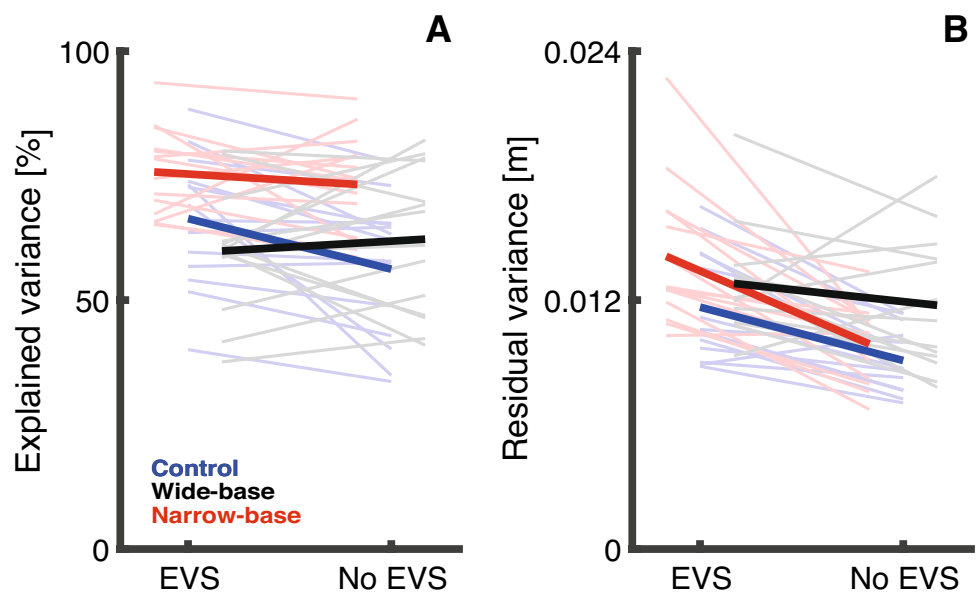 A
100
50
0
Explained variance [%]
Control
Wide-base
Narrow-base
EVS
No EVS
B
0.024
0.012
0
Residual variance [m]
EVS
No EVS